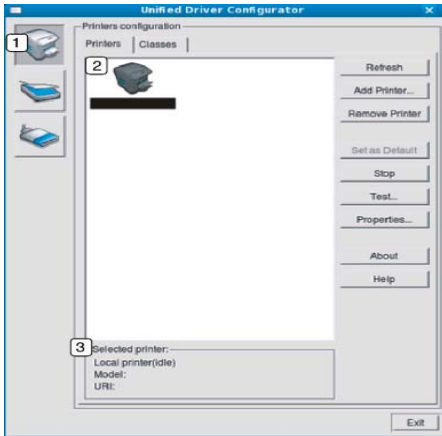 Unified Driver Configurator
Printers configuration
1
Printers
Classes
2
Refresh
Add Printer...
Remove Printer
Set as Default
Stop
Test...
Properties...
About
Help
3
Selected printer:
Local printer(idle)
Model:
URI:
Exit